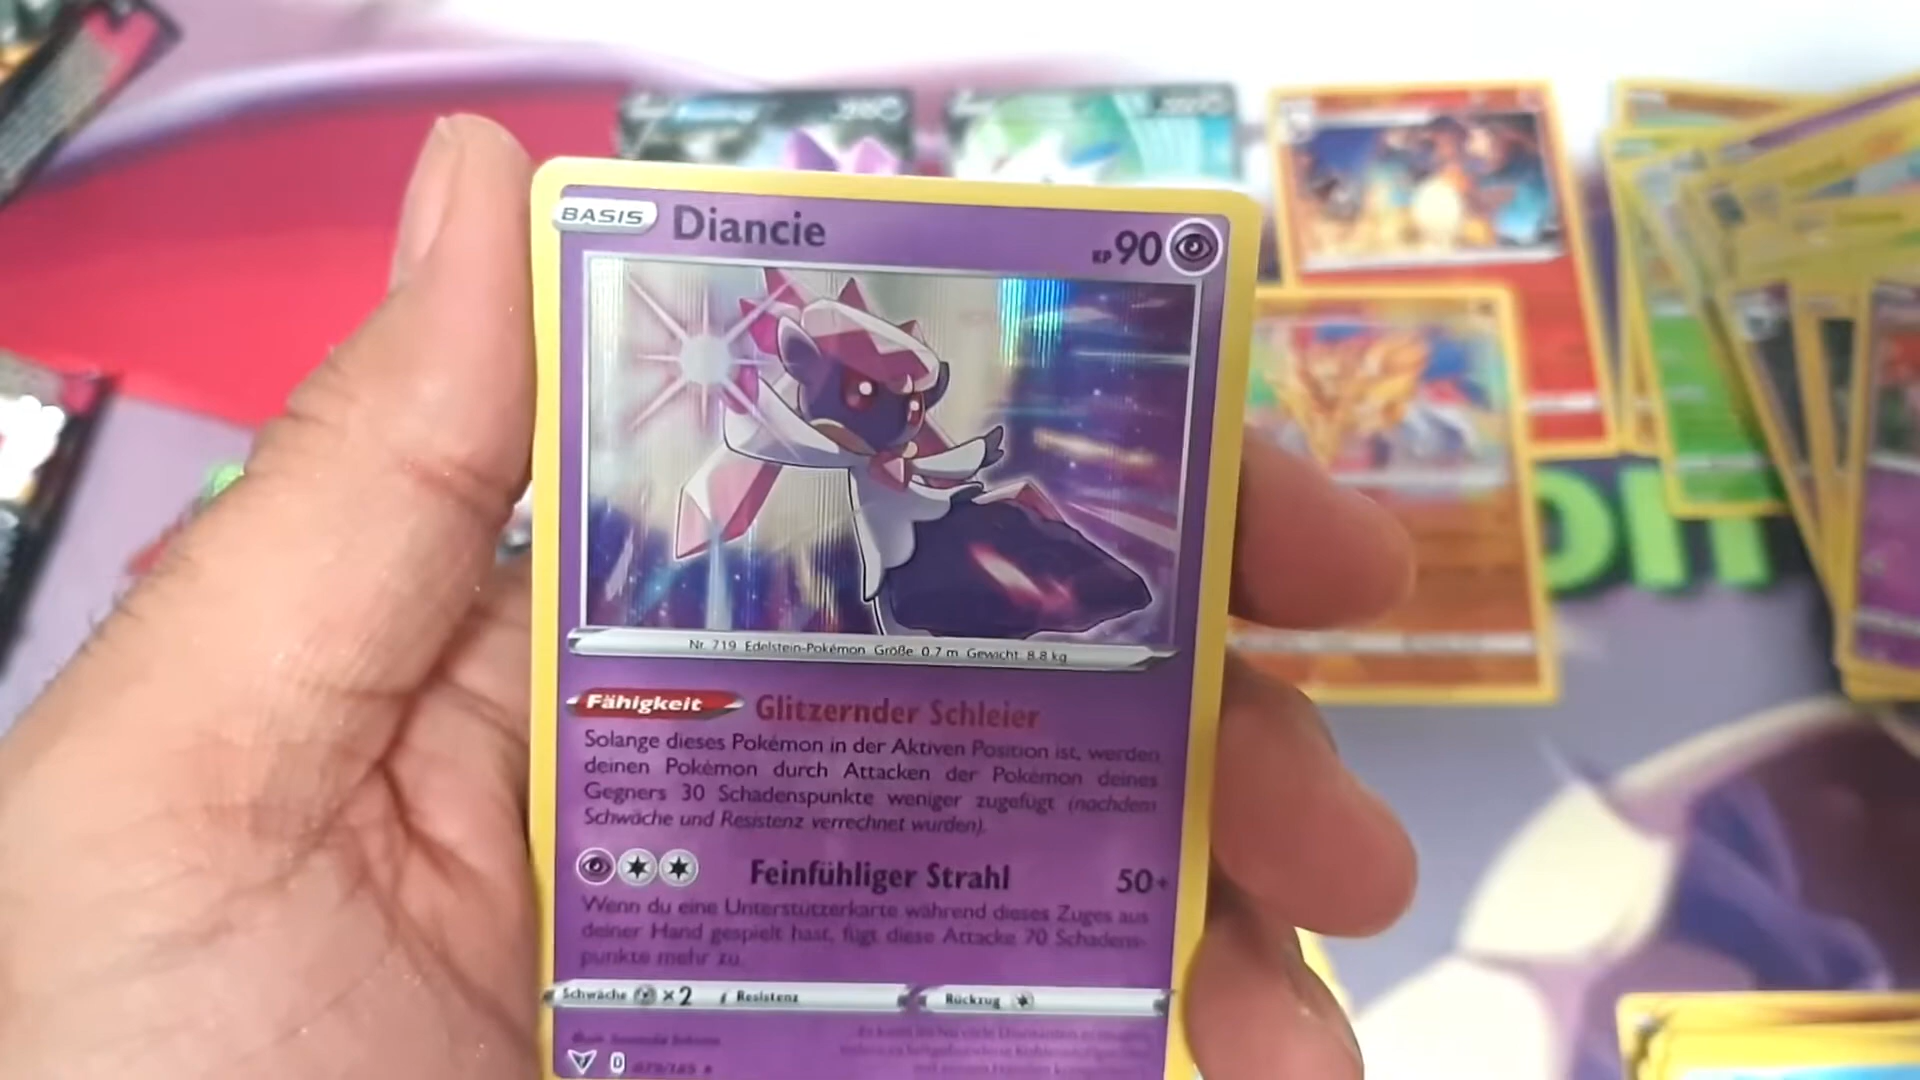 BASIS Diancie KP 90
Nr. 719 Edelstein-Pokémon Größe: 0.7 m Gewicht: 8.8 kg
Fähigkeit Glitzernder Schleier
Solange dieses Pokémon in der Aktiven Position ist, werden
deinen Pokémon durch Attacken der Pokémon deines
Gegners 30 Schadenspunkte weniger zugefügt (nachdem
Schwäche und Resistenz verrechnet wurden).
Feinfühliger Strahl 50+
Wenn du eine Unterstützerkarte während dieses Zuges aus
deiner Hand gespielt hast, fügt diese Attacke 70 Schadens-
punkte mehr zu.
Schwäche ×2 Resistenz Rückzug
D